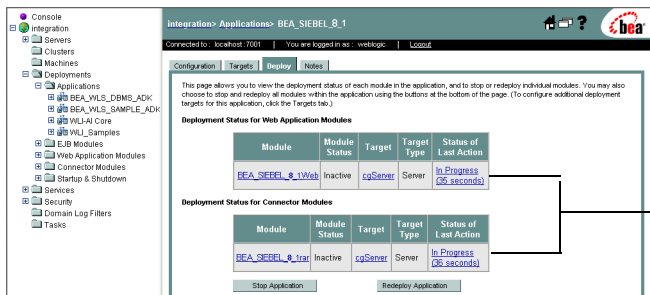 Console
integration
Servers
Clusters
Machines
Deployments
Applications
BEA_WLS_DBMS_ADK
BEA_WLS_SAMPLE_ADK
WLI-AI Core
WLI_Samples
EJB Modules
Web Application Modules
Connector Modules
Startup & Shutdown
Services
Security
Domain Log Filters
Tasks
integration> Applications> BEA_SIEBEL_8_1
? bea
Connected to : localhost:7001 | You are logged in as : weblogic | Logout
Configuration Targets Deploy Notes
This page allows you to view the deployment status of each module in the application, and to stop or redeploy individual modules. You may also
choose to stop and redeploy all modules within the application using the buttons at the bottom of the page. (To configure additional deployment
targets for this application, click the Targets tab.)
Deployment Status for Web Application Modules
Module Module Status Target Target Type Status of Last Action
BEA_SIEBEL_8_1Web Inactive cgServer Server In Progress (35 seconds)
Deployment Status for Connector Modules
Module Module Status Target Target Type Status of Last Action
BEA_SIEBEL_8_1rar Inactive cgServer Server In Progress (36 seconds)
Stop Application Redeploy Application